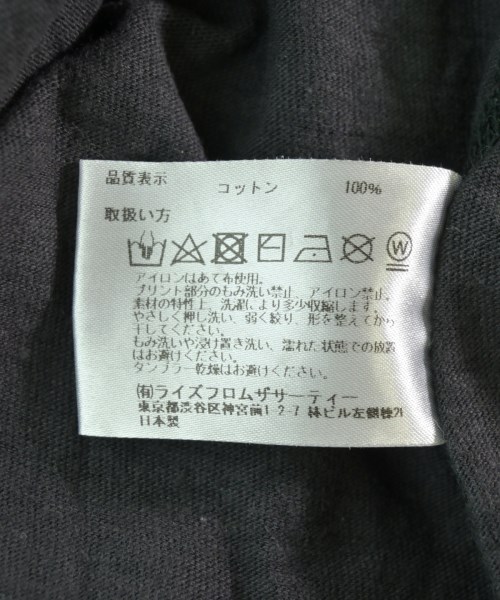 品質表示
コットン 100%
取扱い方
W
アイロンはあて布使用。
プリント部分のもみ洗い禁止、アイロン禁止。
素材の特性上、洗濯により多少収縮します。
やさしく押し洗い、弱く絞り、形を整えてから
干してください。
もみ洗いや浸け置き洗い、濡れた状態での放置
はお避けください。
タンブラー乾燥はお避けください。
(有)ライズフロムザサーティー
東京都渋谷区神宮前1-2-7 林ビル左側棟2F
日本製